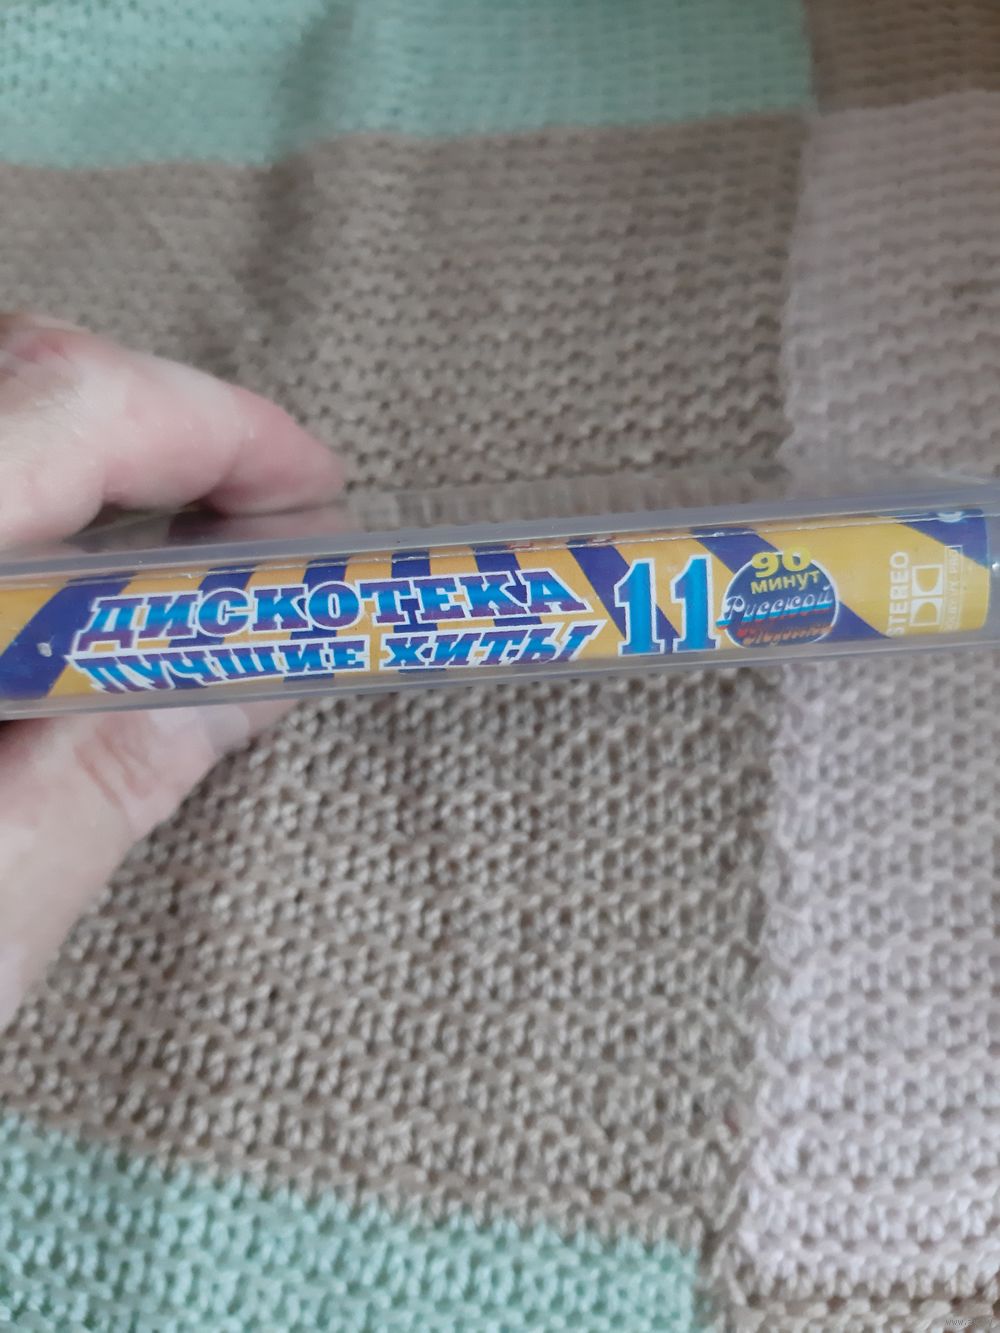 ДИСКОТЕКА
ЛУЧШИЕ ХИТЫ
11
90
МИНУТ
Русской
STEREO